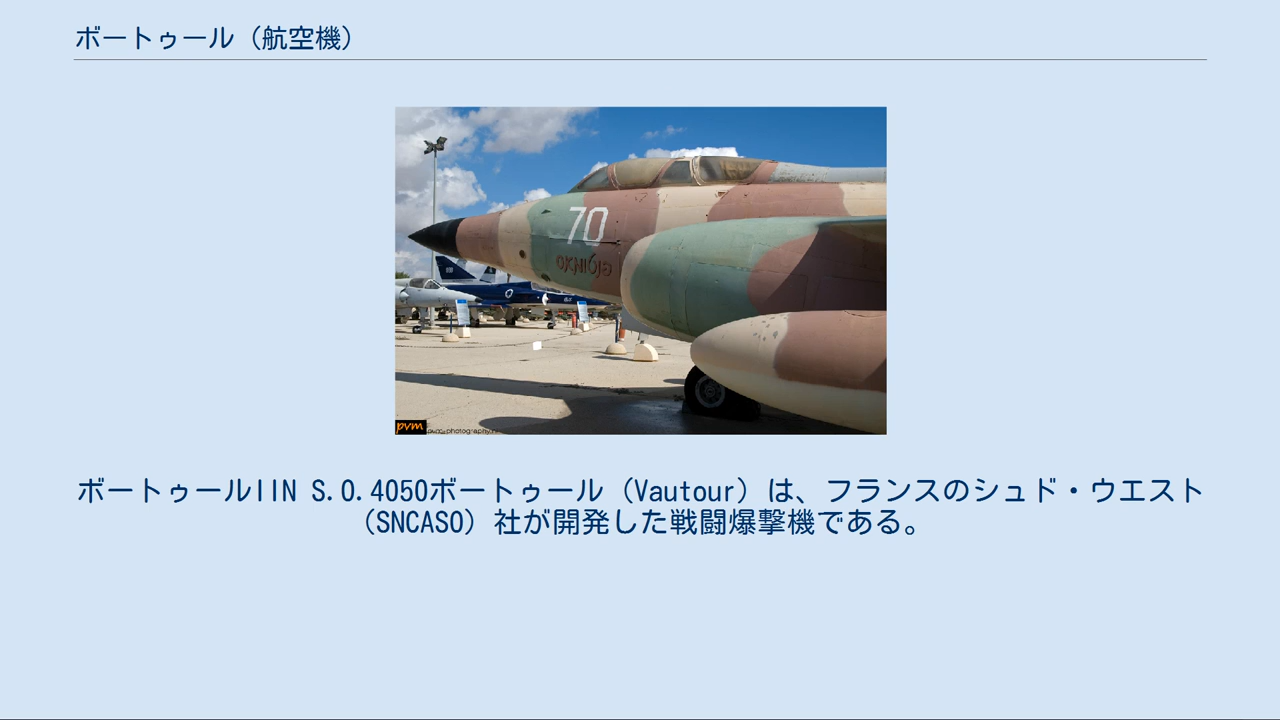 ボートゥール（航空機）
70
pvm
ボートゥールIIN S.O.4050ボートゥール（Vautour）は、フランスのシュド・ウエスト
（SNCASO）社が開発した戦闘爆撃機である。